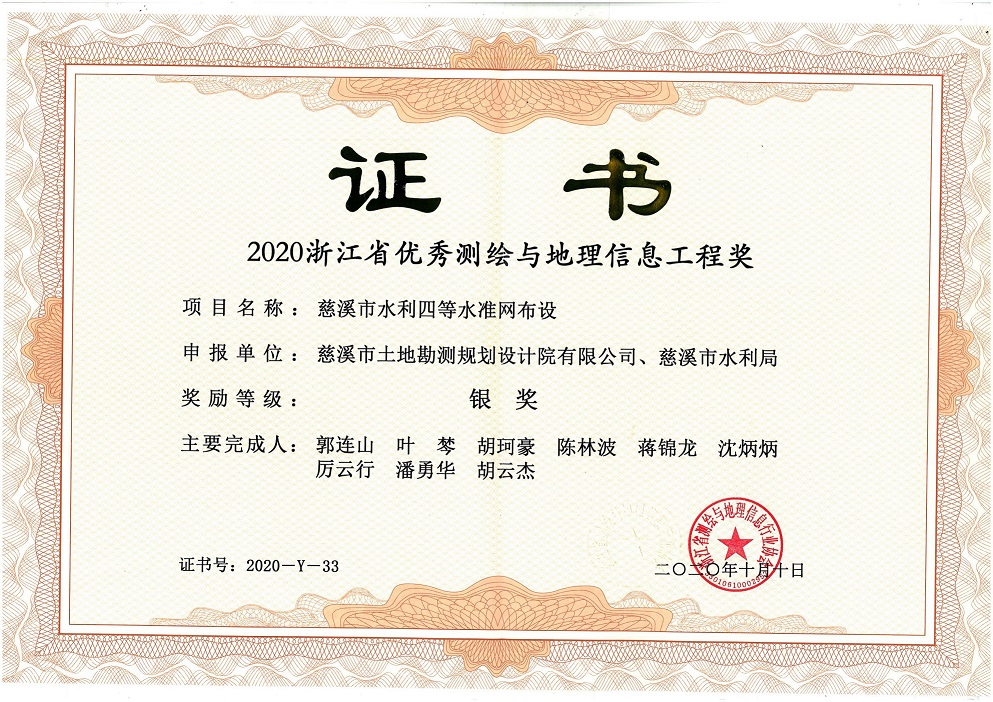 证 书
2020浙江省优秀测绘与地理信息工程奖
项目名称：慈溪市水利四等水准网布设
申报单位：慈溪市土地勘测规划设计院有限公司、慈溪市水利局
奖励等级：银 奖
主要完成人：郭连山 叶 梦 胡珂豪 陈林波 蒋锦龙 沈炳炳
厉云行 潘勇华 胡云杰
浙江省测绘与地理信息行业协会
证书号：2020-Y-33
二〇二〇年十月十日